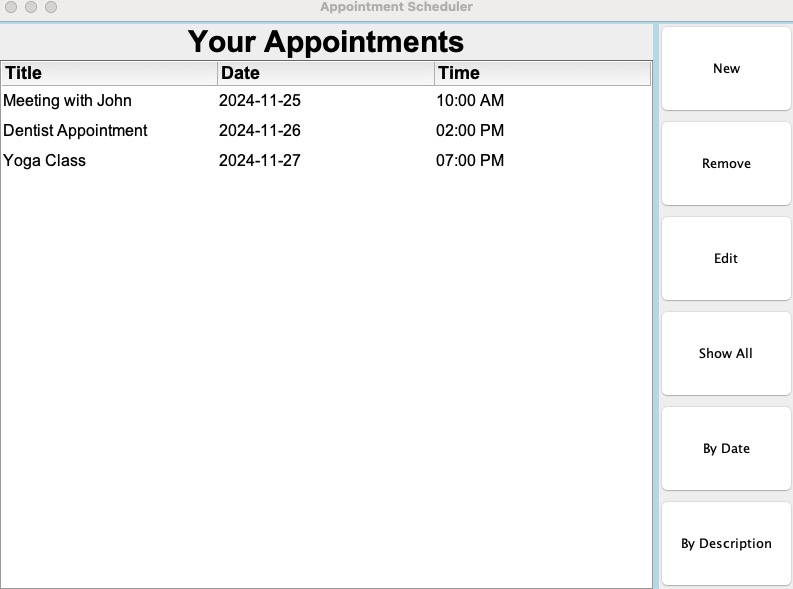 Appointment Scheduler
Your Appointments
Title Date Time
Meeting with John 2024-11-25 10:00 AM
Dentist Appointment 2024-11-26 02:00 PM
Yoga Class 2024-11-27 07:00 PM
New
Remove
Edit
Show All
By Date
By Description